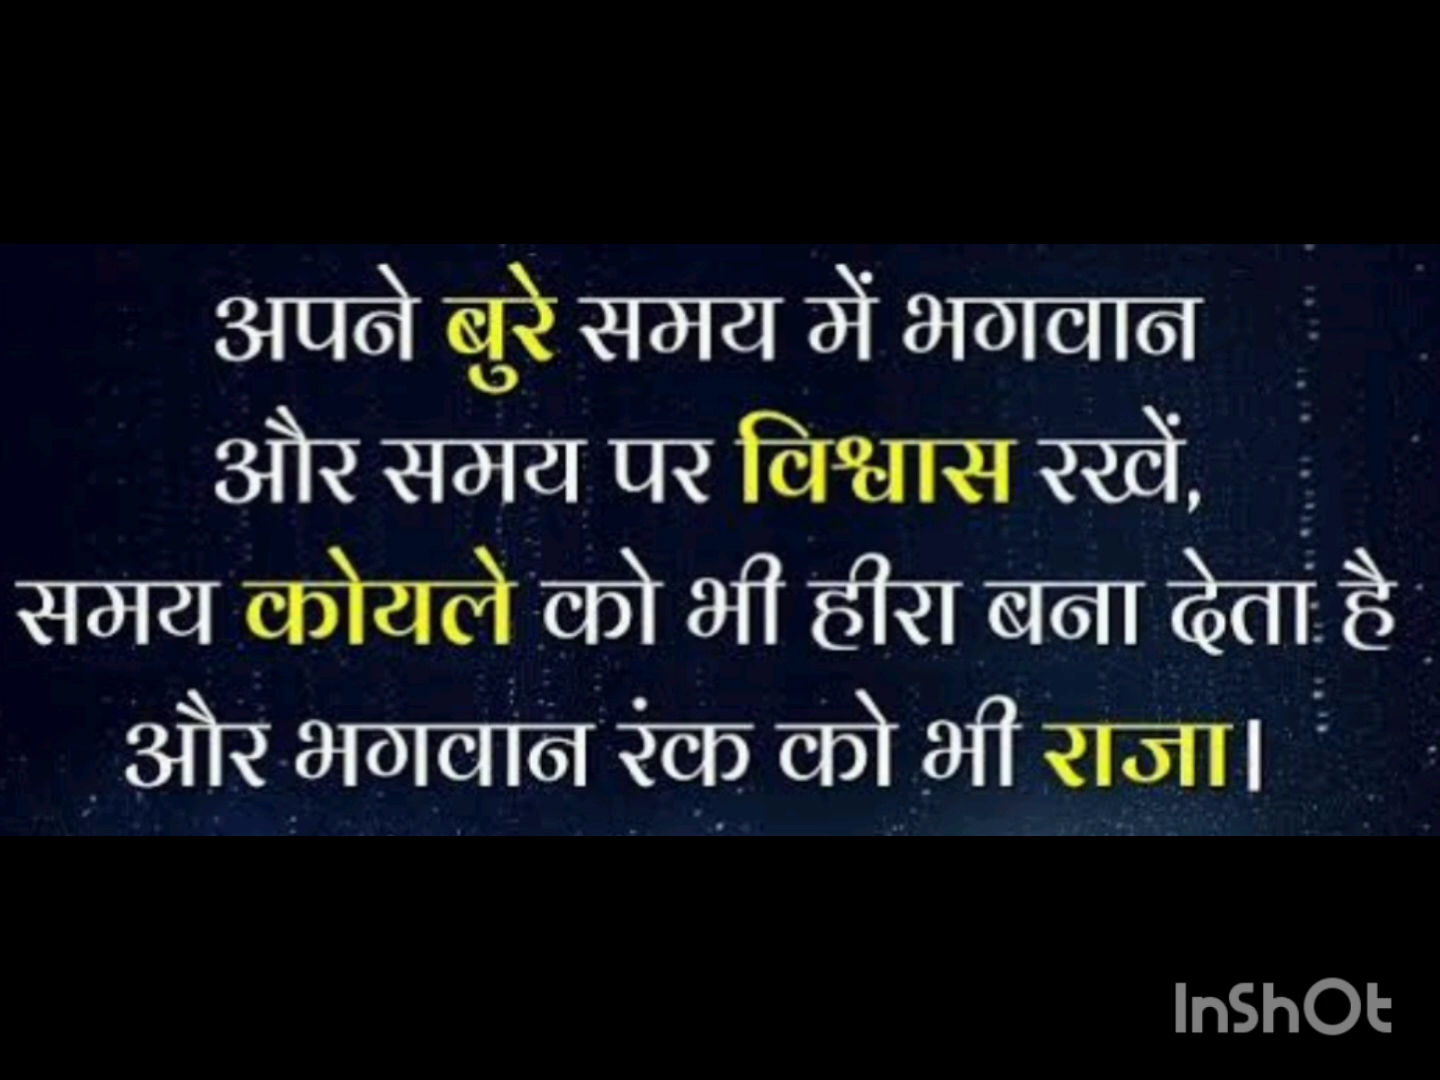 अपने बुरे समय में भगवान
और समय पर विश्वास रखें,
समय कोयले को भी हीरा बना देता है
और भगवान रंक को भी राजा।
InShOt